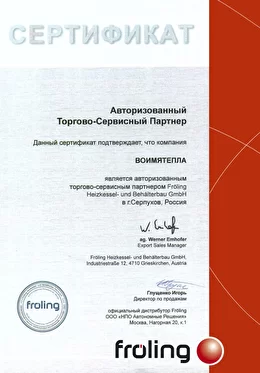 СЕРТИФИКАТ
Авторизованный
Торгово-Сервисный Партнер
Данный сертификат подтверждает, что компания
ВОИМЯТЕПЛА
является авторизованным
торгово-сервисным партнером Fröling
Heizkessel- und Behälterbau GmbH
в г.Серпухов, Россия
ag. Werner Emhofer
Export Sales Manager
Fröling Heizkessel- und Behälterbau GmbH,
Industriestraße 12, 4710 Grieskirchen, Austria
Глущенко Игорь
Директор по продажам
официальный дистрибутор Fröling
ООО «НПО Автономные Решения»
Москва, Нагорная 20, к.1
fröling
fröling